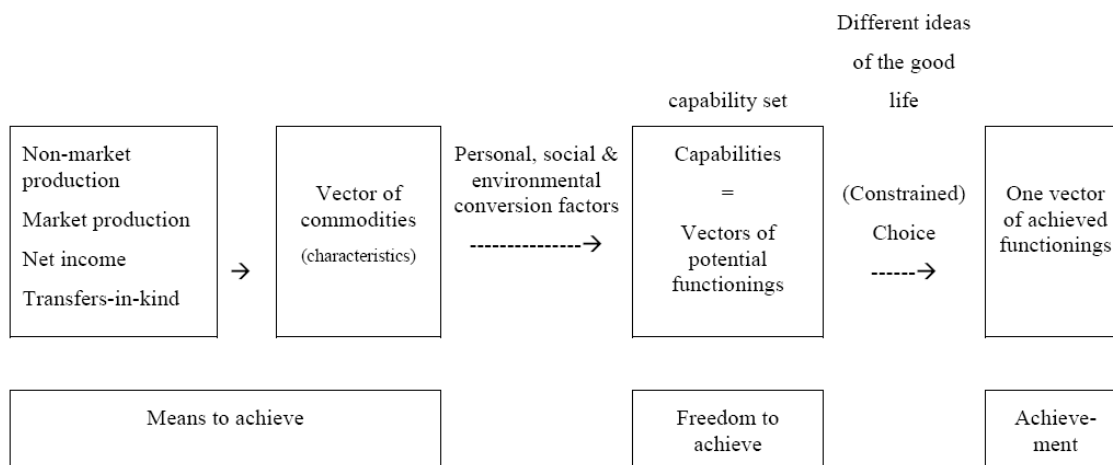 Different ideas
of the good
life
capability set
Non-market
production
Market production
Net income
Transfers-in-kind
→
Vector of
commodities
(characteristics)
Personal, social &
environmental
conversion factors
---------------→
Capabilities
=
Vectors of
potential
functionings
(Constrained)
Choice
------→
One vector
of achieved
functionings
Means to achieve
Freedom to
achieve
Achieve-
ment